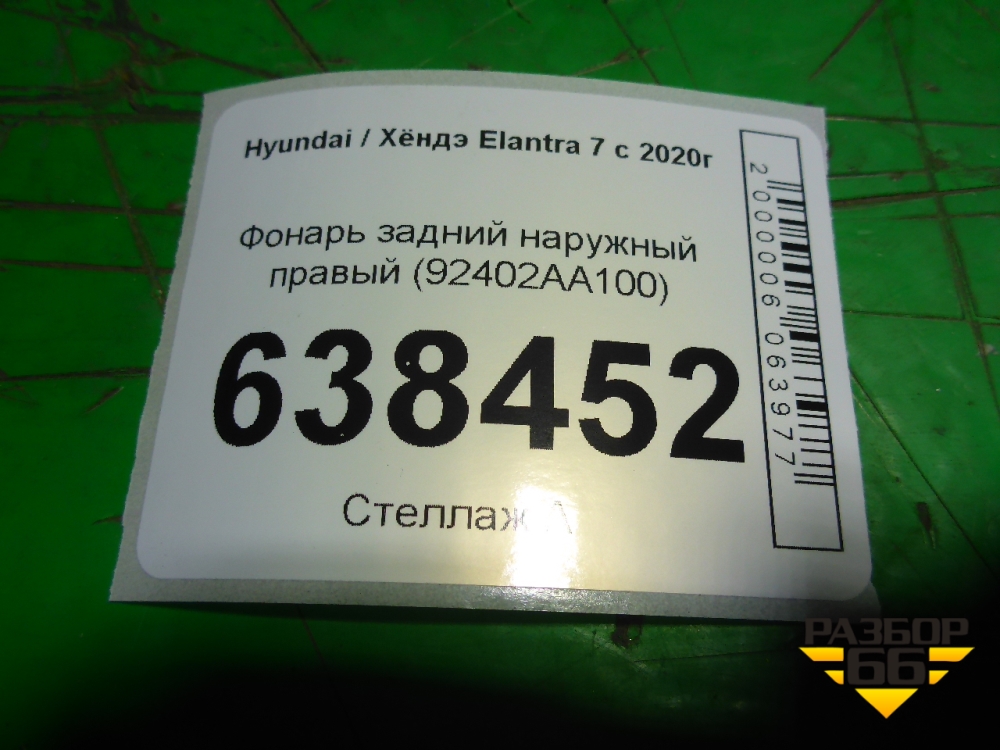 Hyundai / Хёндэ Elantra 7 с 2020г
Фонарь задний наружный
правый (92402AA100)
638452
Стеллаж А
2000006063977
РАЗБОР
66